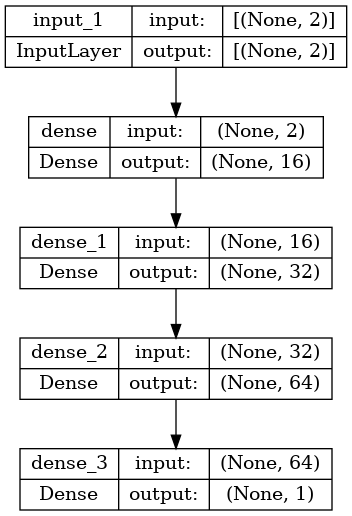 input_1 input: [(None, 2)]
InputLayer output: [(None, 2)]
dense input: (None, 2)
Dense output: (None, 16)
dense_1 input: (None, 16)
Dense output: (None, 32)
dense_2 input: (None, 32)
Dense output: (None, 64)
dense_3 input: (None, 64)
Dense output: (None, 1)